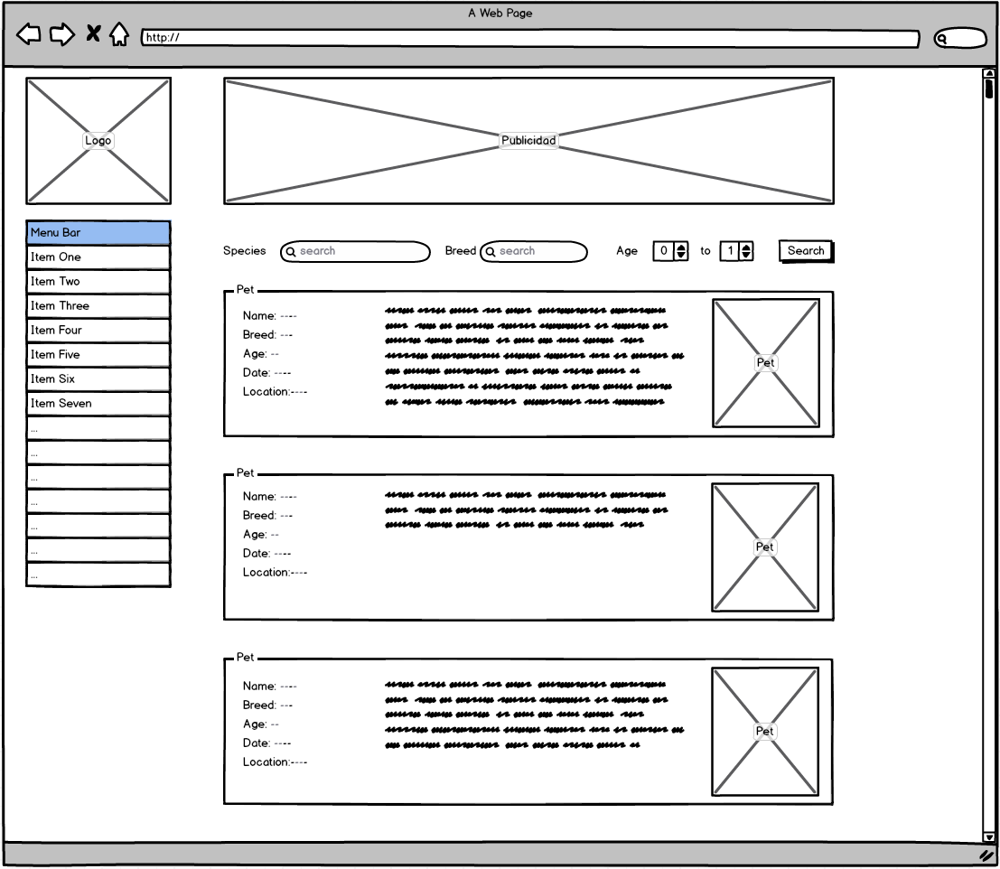 A Web Page
http://
Logo
Publicidad
Menu Bar
Item One
Item Two
Item Three
Item Four
Item Five
Item Six
Item Seven
...
...
...
...
...
...
...
Species search Breed search Age 0 to 1 Search
Pet
Name: ----
Breed: ---
Age: --
Date: ----
Location:----
Pet
Pet
Name: ----
Breed: ---
Age: --
Date: ----
Location:----
Pet
Pet
Name: ----
Breed: ---
Age: --
Date: ----
Location:----
Pet